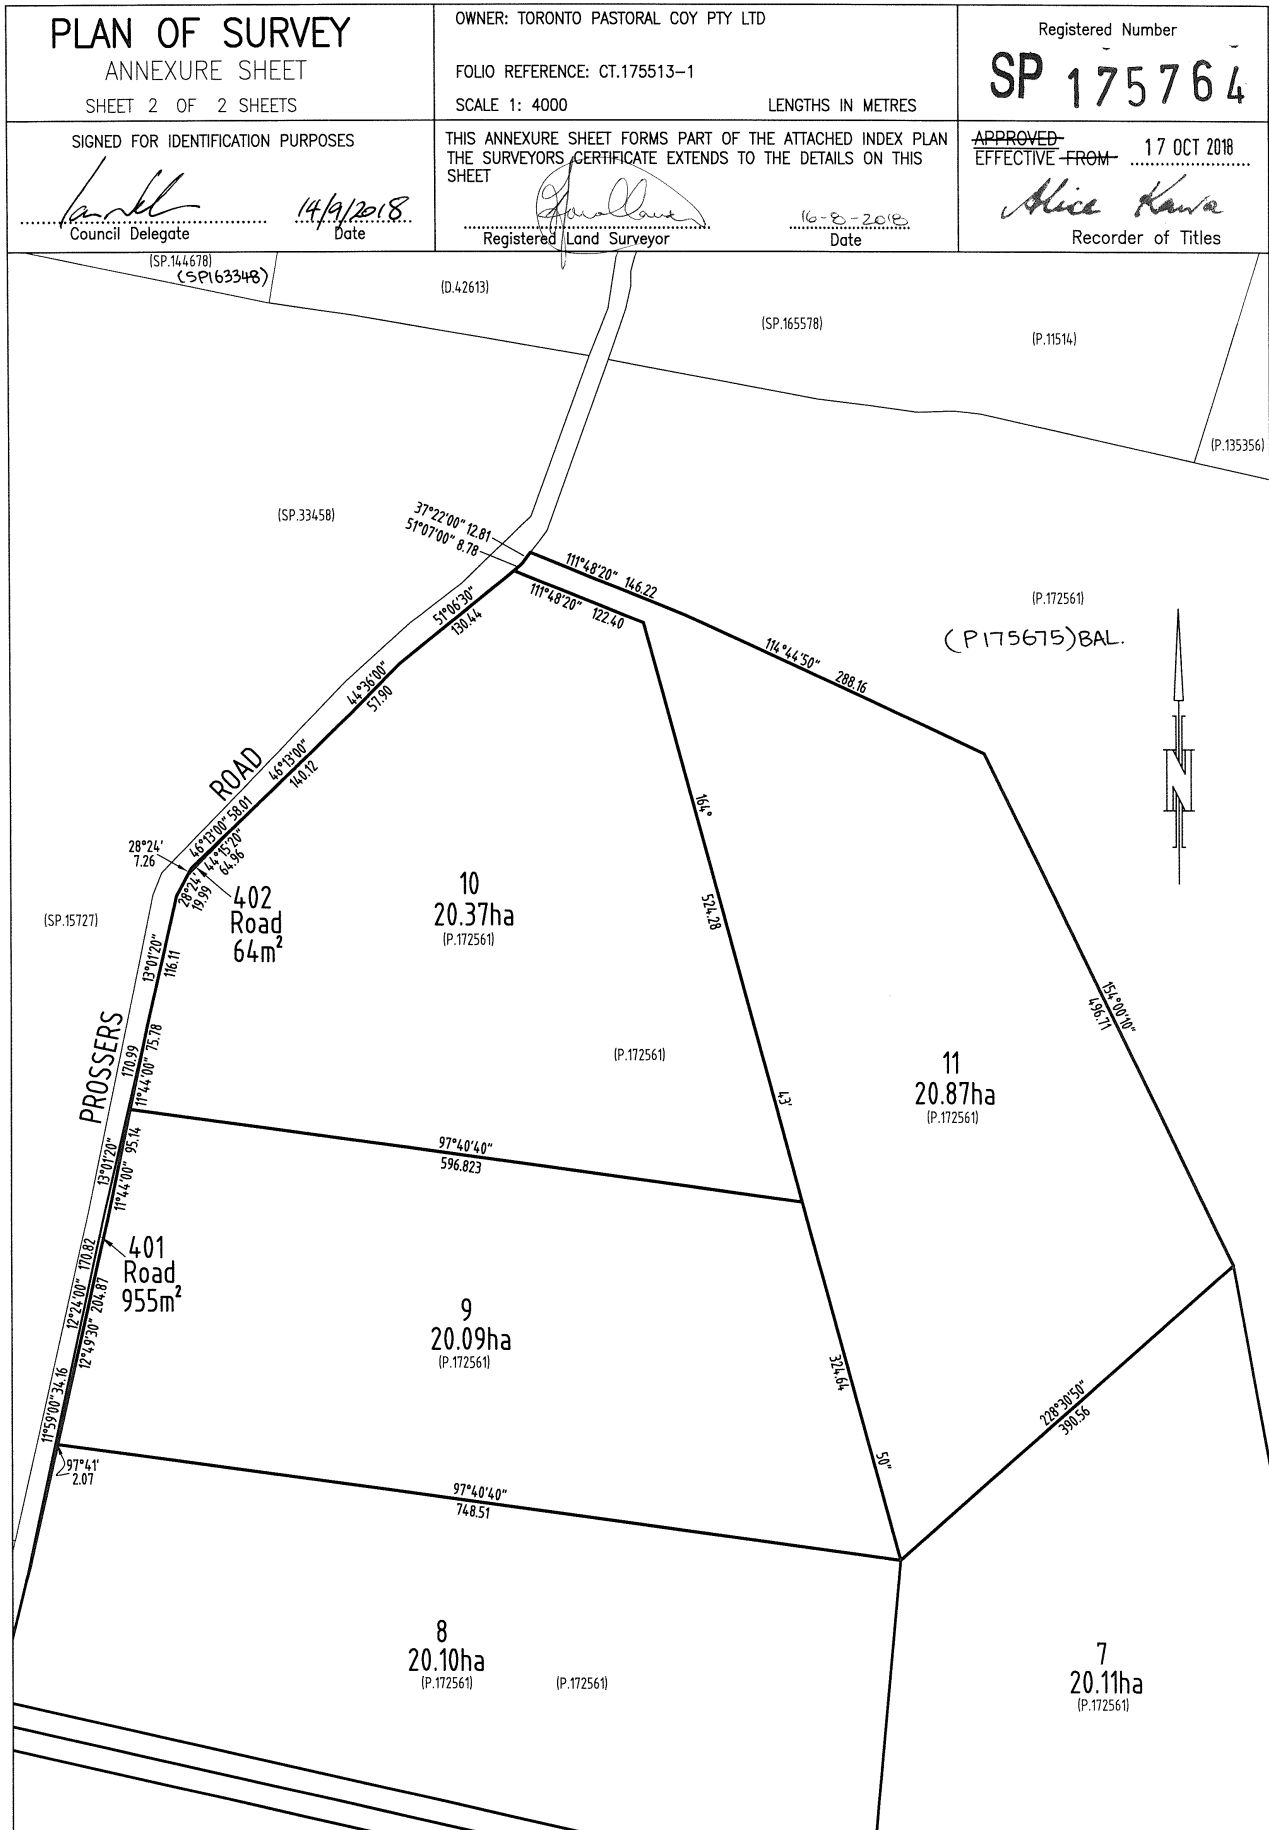 PLAN OF SURVEY
ANNEXURE SHEET
SHEET 2 OF 2 SHEETS
OWNER: TORONTO PASTORAL COY PTY LTD
FOLIO REFERENCE: CT.175513-1
SCALE 1: 4000
LENGTHS IN METRES
Registered Number
SP 175764
SIGNED FOR IDENTIFICATION PURPOSES
14/9/2018
Council Delegate
Date
THIS ANNEXURE SHEET FORMS PART OF THE ATTACHED INDEX PLAN
THE SURVEYORS CERTIFICATE EXTENDS TO THE DETAILS ON THIS
SHEET
16-8-2018
Registered Land Surveyor
Date
APPROVED
EFFECTIVE FROM
17 OCT 2018
Alice Kawa
Recorder of Titles
(SP.144678)
(SP163348)
(D.42613)
(SP.165578)
(P.11514)
(P.135356)
(SP.33458)
37°22'00" 12.81
51°07'00" 8.78
111°48'20" 146.22
111°48'20" 122.40
(P.172561)
(P175675)BAL.
51°06'30"
130.44
114°44'50"
288.16
44°36'00"
57.90
N
ROAD
46°13'00"
140.12
46°13'00" 58.01
44°15'20"
64.96
28°24'
7.26
28°24'
19.99
164°
402
Road
64m²
10
20.37ha
(P.172561)
524.28
(SP.15727)
13°01'20"
116.11
154°00'10"
496.71
PROSSERS
170.99
11°44'00" 75.78
(P.172561)
11
20.87ha
(P.172561)
43'
97°40'40"
596.823
13°01'20"
11°44'00" 95.14
401
Road
955m²
12°24'00" 170.82
12°49'30" 204.87
9
20.09ha
(P.172561)
324.64
11°59'00" 34.16
228°30'50"
390.56
50"
97°41'
2.07
97°40'40"
748.51
8
20.10ha
(P.172561)
(P.172561)
7
20.11ha
(P.172561)